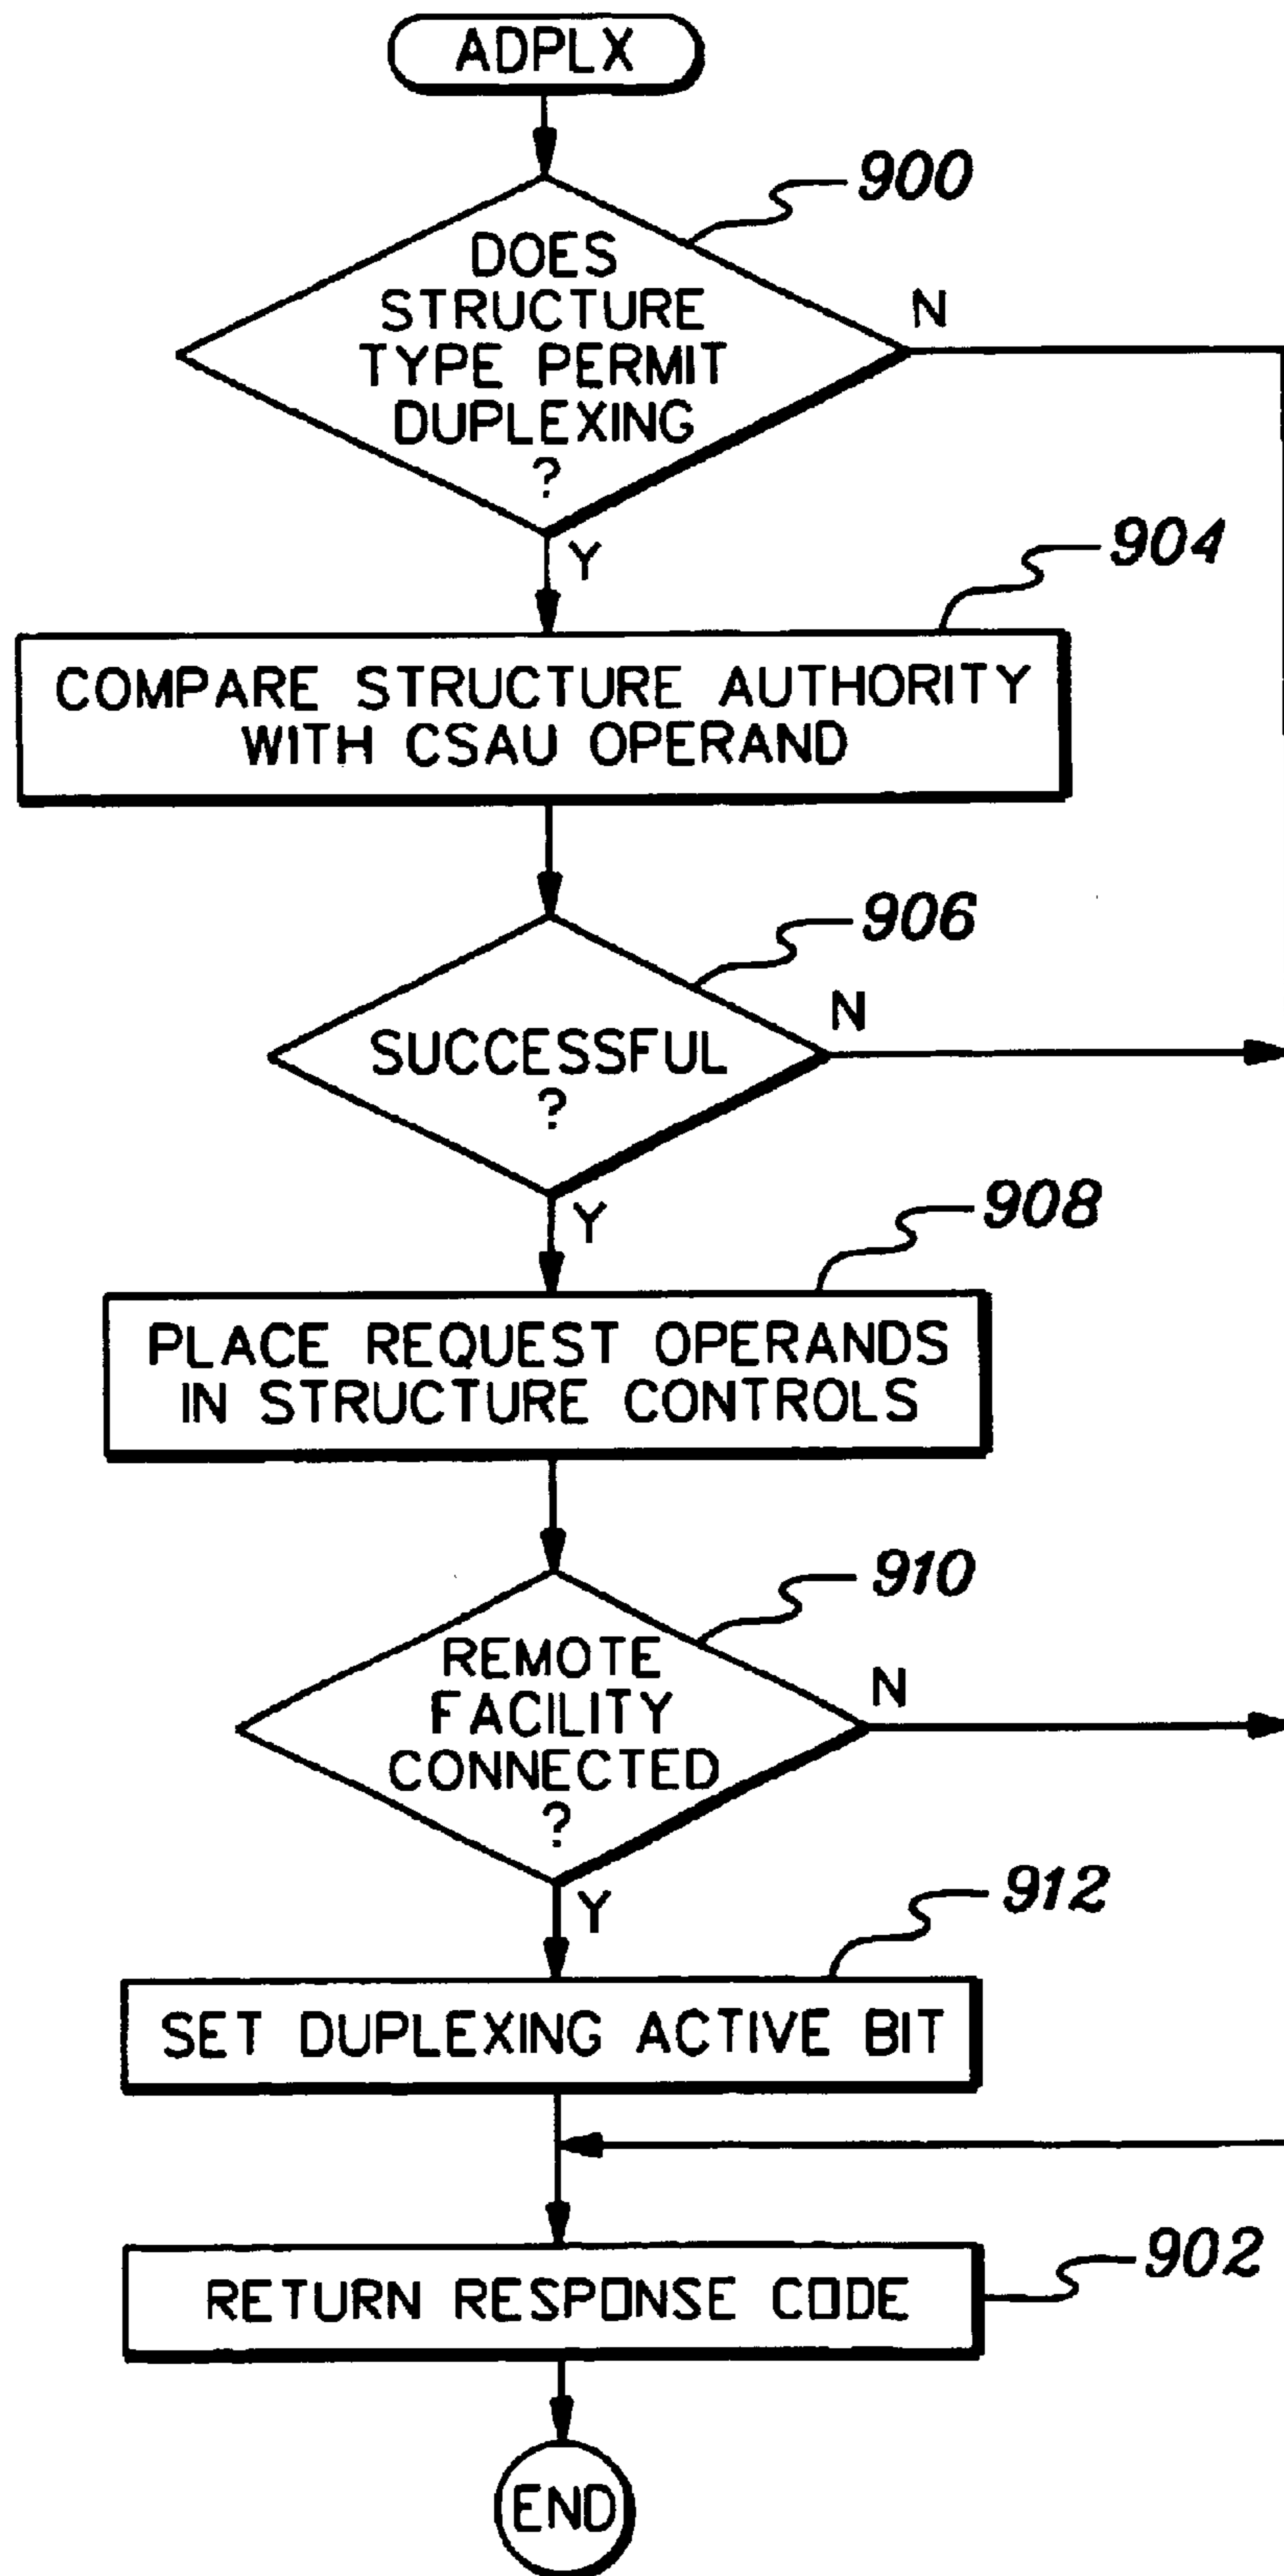 ADPLX
900
DOES
STRUCTURE
TYPE PERMIT
DUPLEXING
?
N
Y
904
COMPARE STRUCTURE AUTHORITY
WITH CSAU OPERAND
906
SUCCESSFUL
?
N
Y
908
PLACE REQUEST OPERANDS
IN STRUCTURE CONTROLS
910
REMOTE
FACILITY
CONNECTED
?
N
Y
912
SET DUPLEXING ACTIVE BIT
902
RETURN RESPONSE CODE
END